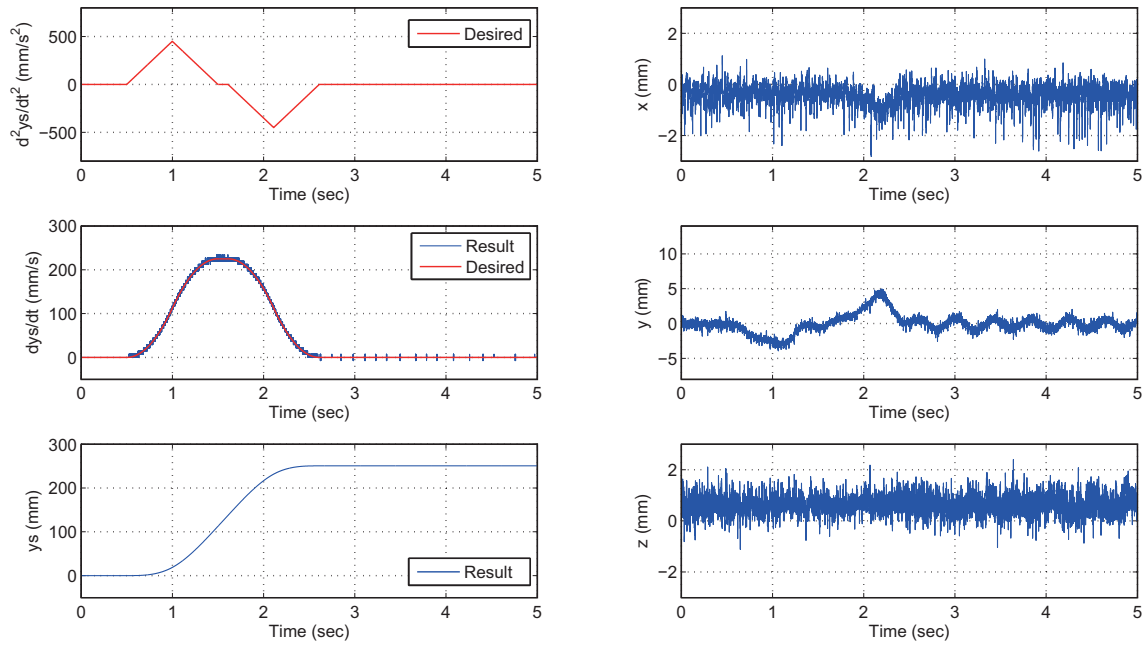 d²ys/dt² (mm/s²)
500
0
−500
Desired
0 1 2 3 4 5
Time (sec)
dys/dt (mm/s)
300
200
100
0
Result
Desired
0 1 2 3 4 5
Time (sec)
ys (mm)
300
200
100
0
Result
0 1 2 3 4 5
Time (sec)
x (mm)
2
0
−2
0 1 2 3 4 5
Time (sec)
y (mm)
10
5
0
−5
0 1 2 3 4 5
Time (sec)
z (mm)
2
0
−2
0 1 2 3 4 5
Time (sec)